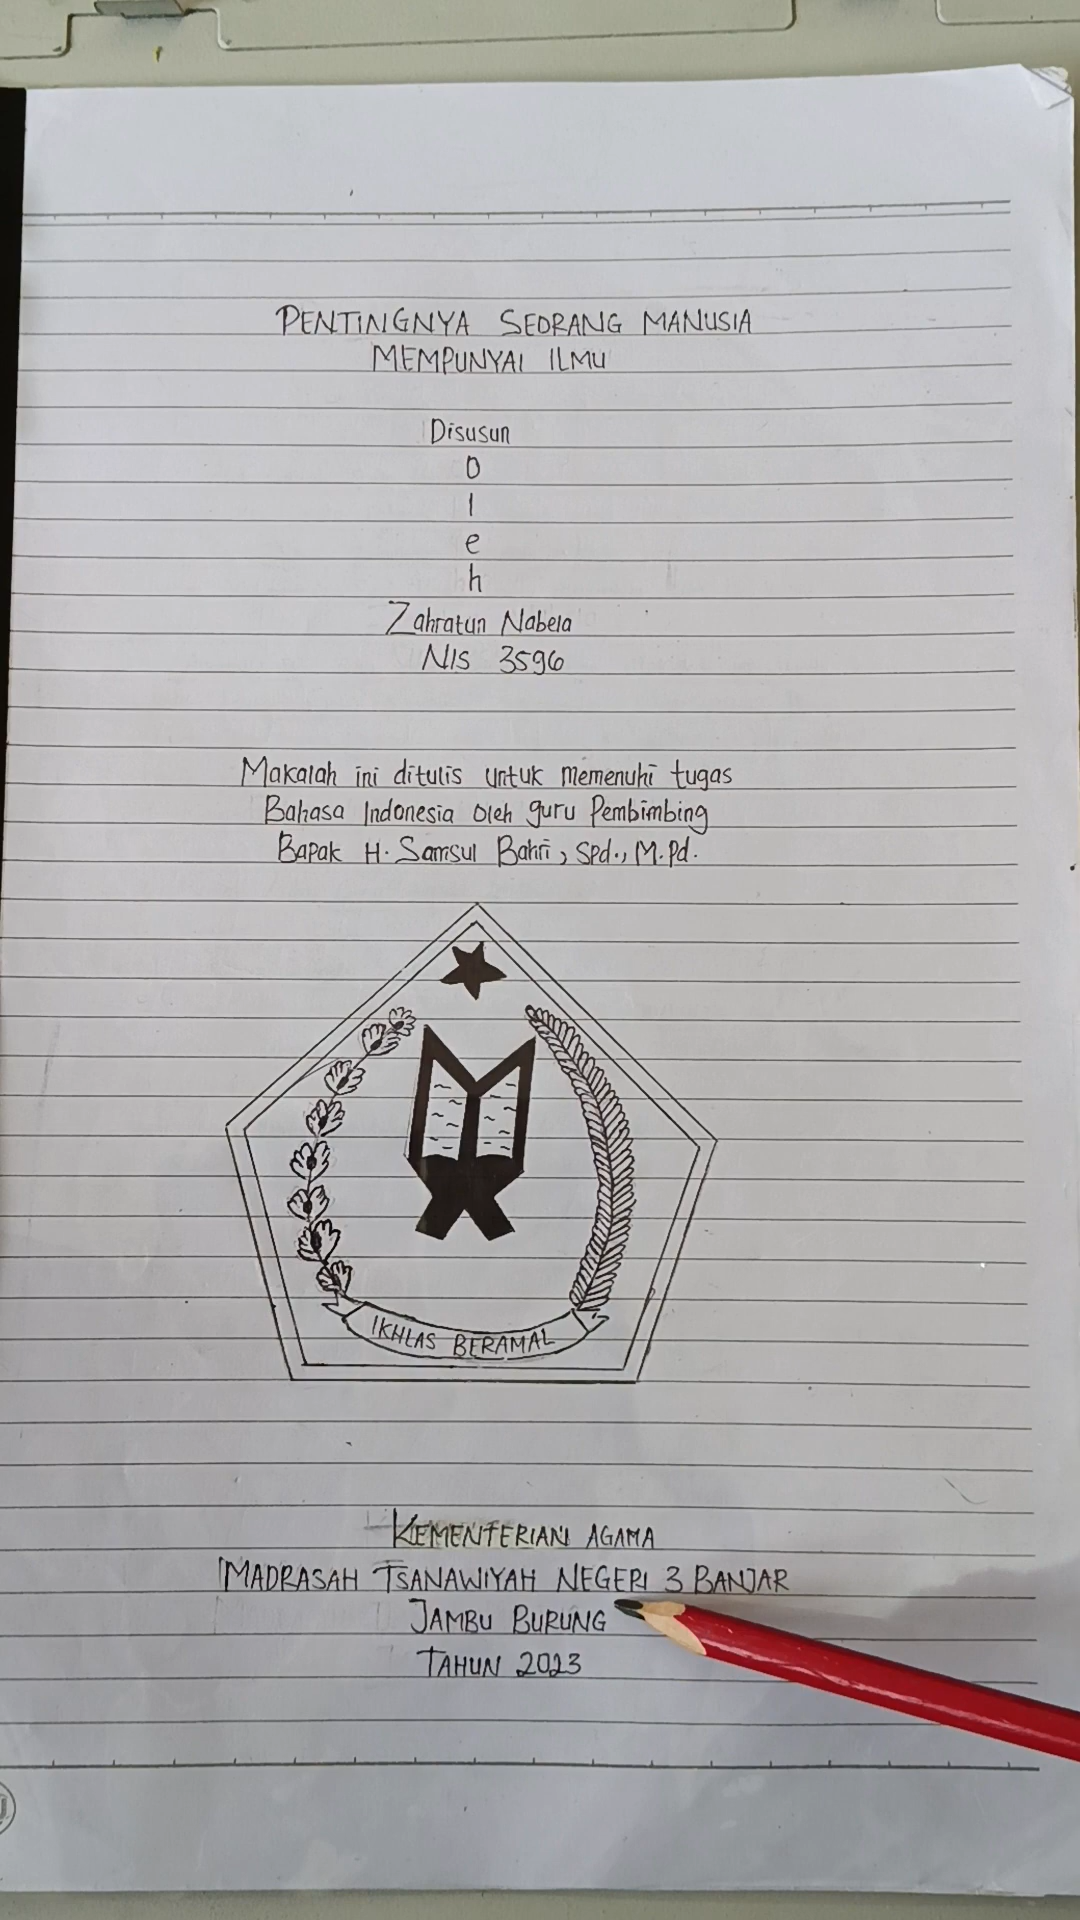 PENTINGNYA SEORANG MANUSIA
MEMPUNYAI ILMU
Disusun
O
l
e
h
Zahratun Nabela
NIS 3596
Makalah ini ditulis untuk memenuhi tugas
Bahasa Indonesia oleh guru Pembimbing
Bapak H. Samsul Bahri, Spd., M.Pd.
IKHLAS BERAMAL
KEMENTERIAN AGAMA
MADRASAH TSANAWIYAH NEGERI 3 BANJAR
JAMBU BURUNG
TAHUN 2023